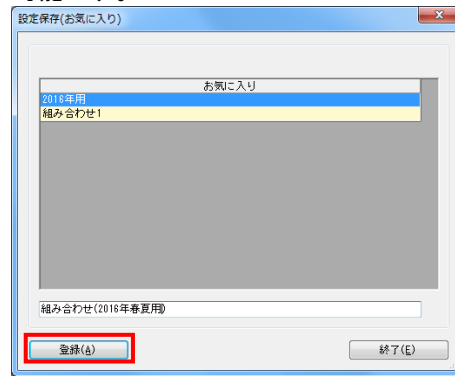 設定保存(お気に入り)
お気に入り
2016年用
組み合わせ1
組み合わせ(2016年春夏用)
登録(A)
終了(E)